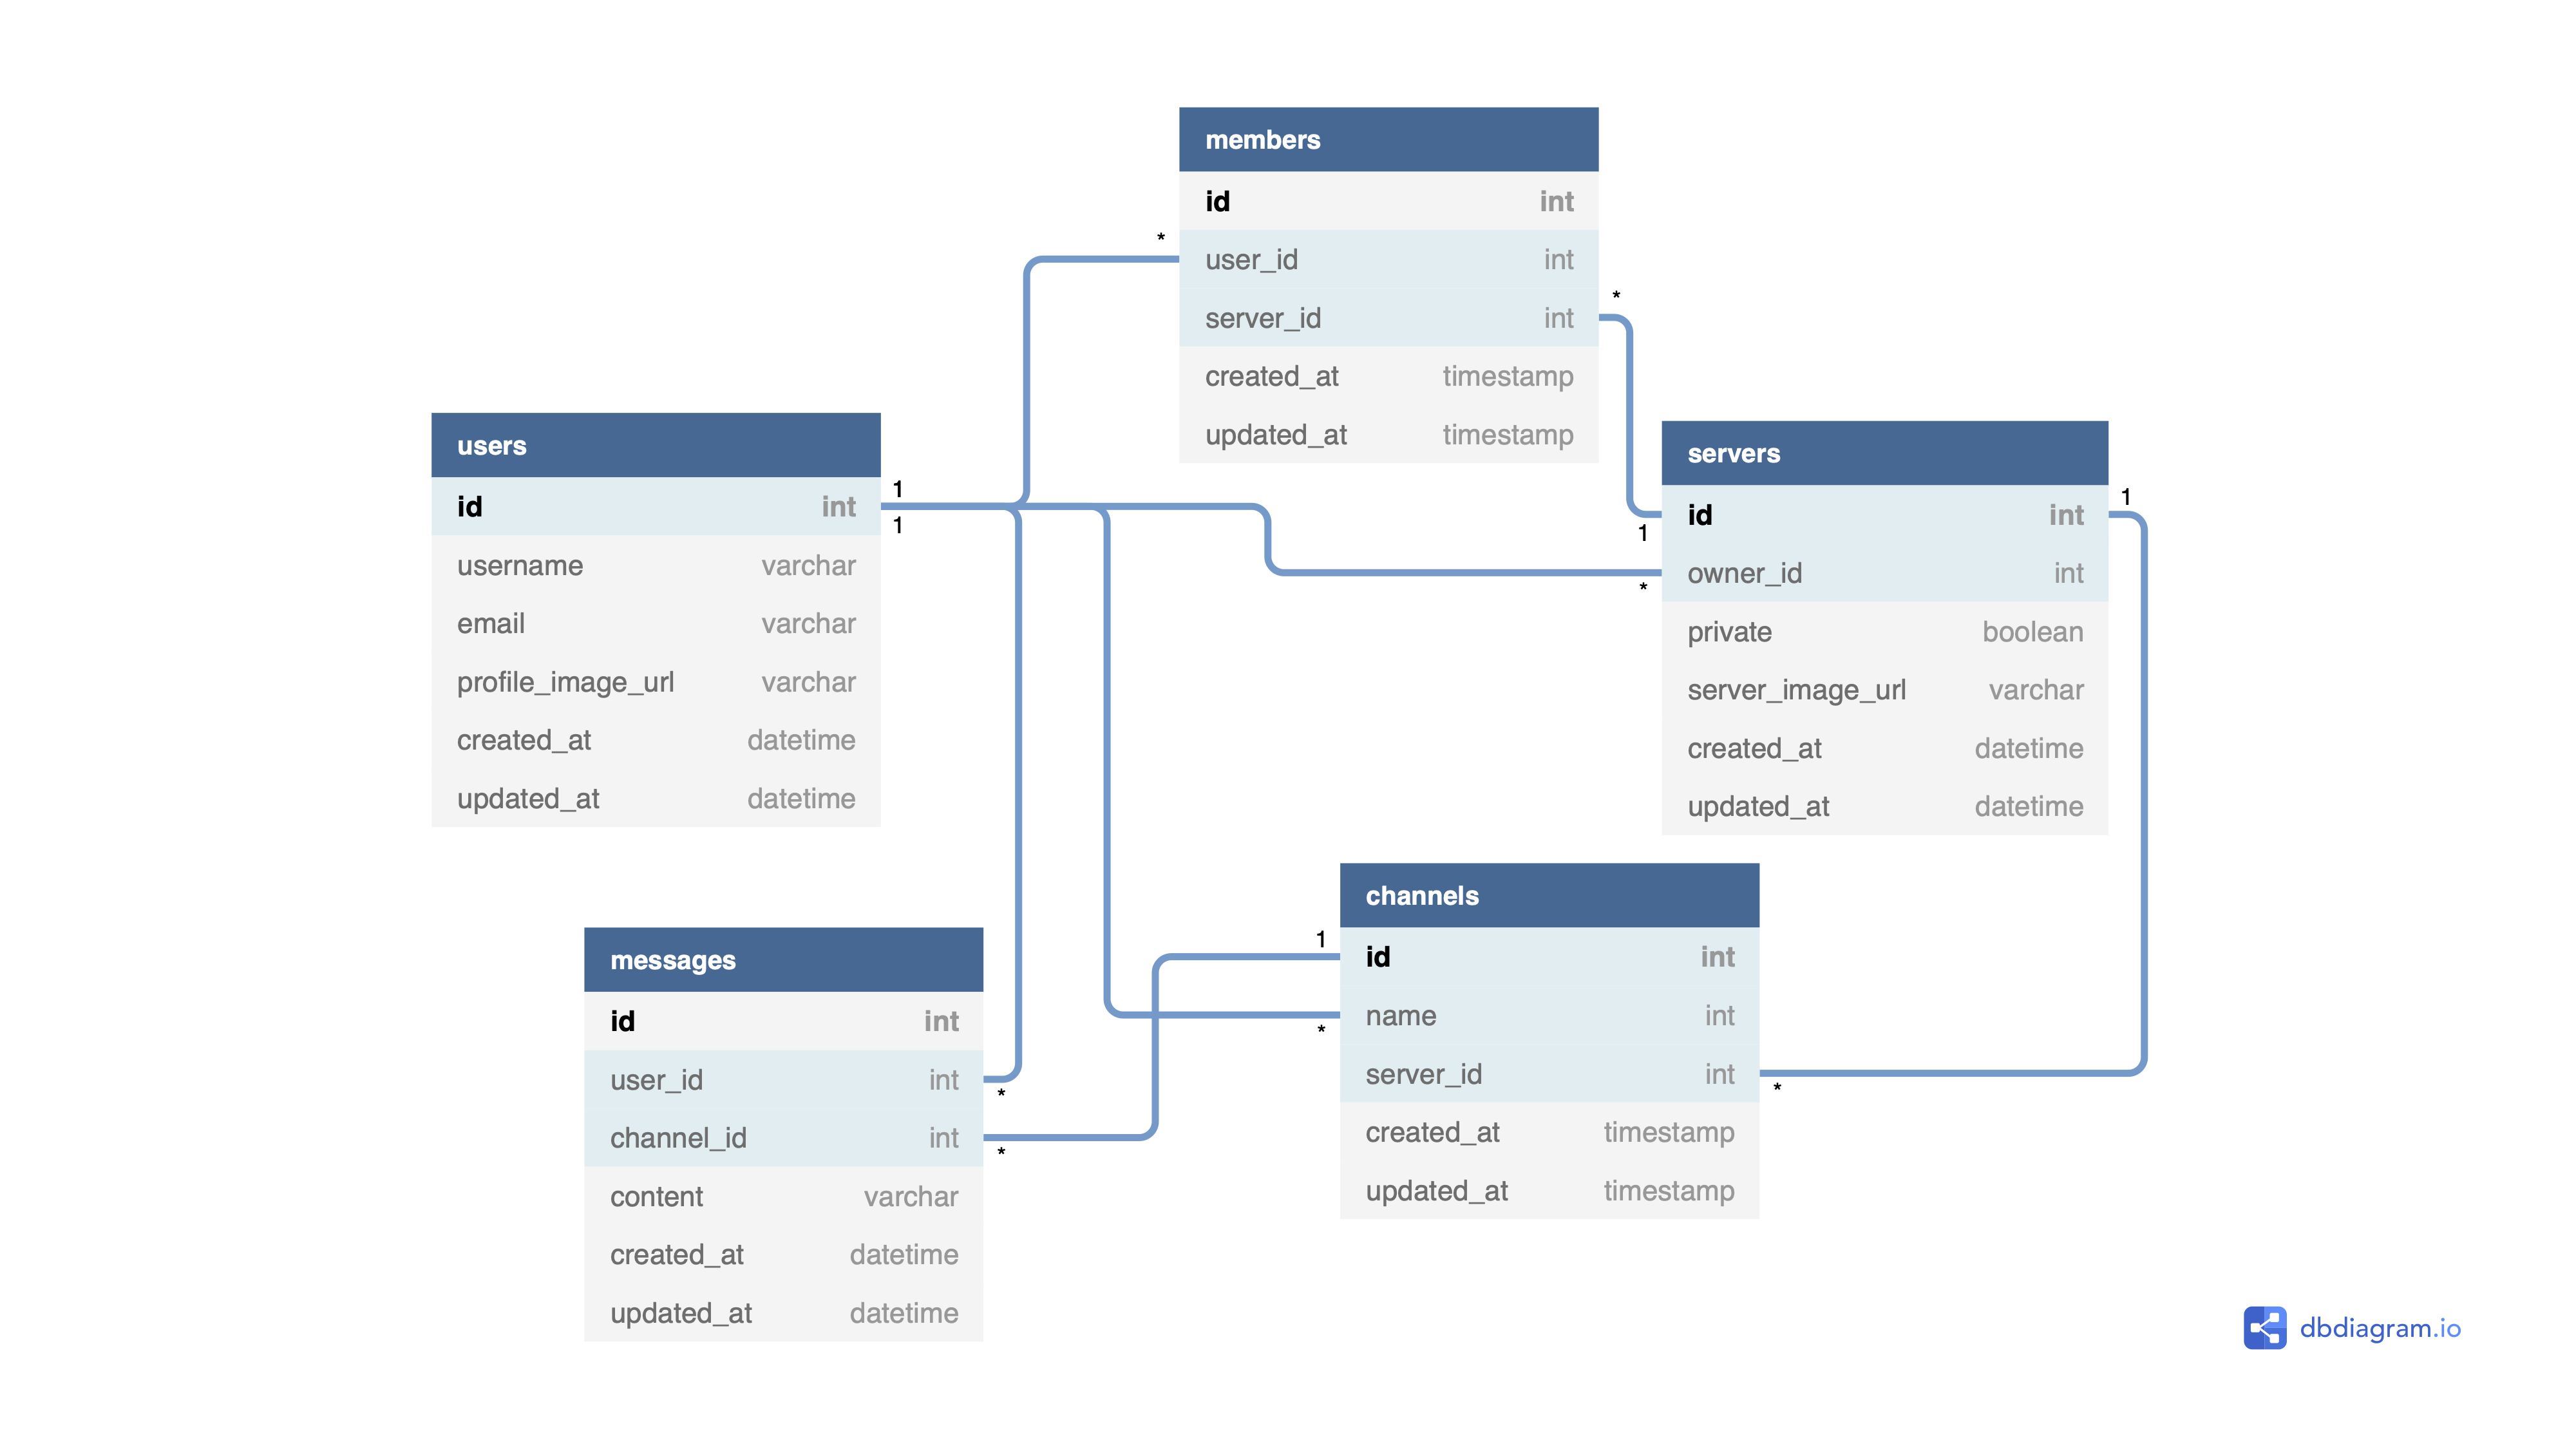 members
id int
*
user_id int
*
server_id int
created_at timestamp
updated_at timestamp
users
1
id int
1
username varchar
email varchar
profile_image_url varchar
created_at datetime
updated_at datetime
servers
1
id int
1
owner_id int
*
private boolean
server_image_url varchar
created_at datetime
updated_at datetime
channels
1
id int
name int
*
server_id int
*
created_at timestamp
updated_at timestamp
messages
id int
user_id int
*
channel_id int
*
content varchar
created_at datetime
updated_at datetime
dbdiagram.io